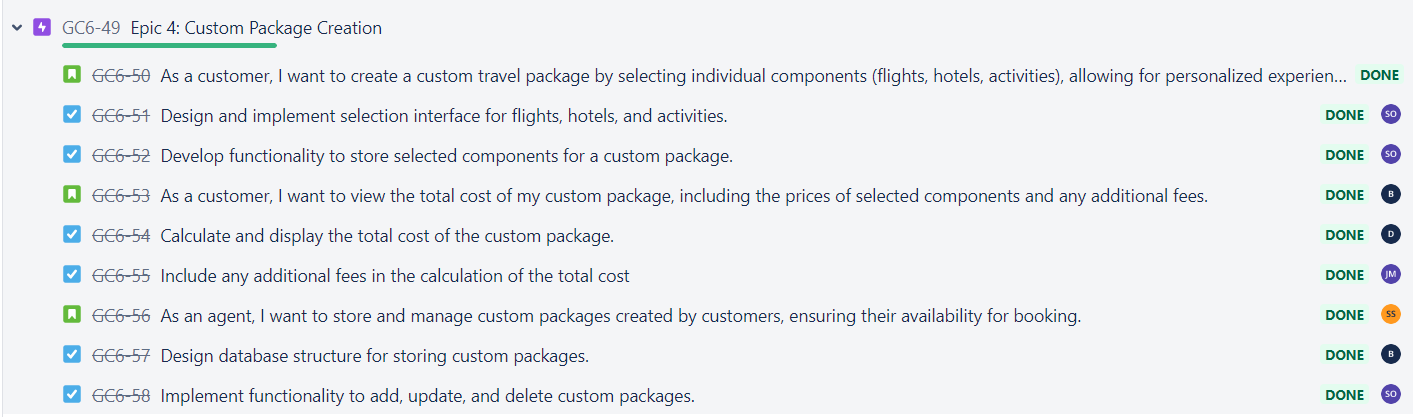 GC6-49 Epic 4: Custom Package Creation
GC6-50 As a customer, I want to create a custom travel package by selecting individual components (flights, hotels, activities), allowing for personalized experien... DONE
GC6-51 Design and implement selection interface for flights, hotels, and activities. DONE SO
GC6-52 Develop functionality to store selected components for a custom package. DONE SO
GC6-53 As a customer, I want to view the total cost of my custom package, including the prices of selected components and any additional fees. DONE B
GC6-54 Calculate and display the total cost of the custom package. DONE D
GC6-55 Include any additional fees in the calculation of the total cost DONE JM
GC6-56 As an agent, I want to store and manage custom packages created by customers, ensuring their availability for booking. DONE SS
GC6-57 Design database structure for storing custom packages. DONE B
GC6-58 Implement functionality to add, update, and delete custom packages. DONE SO